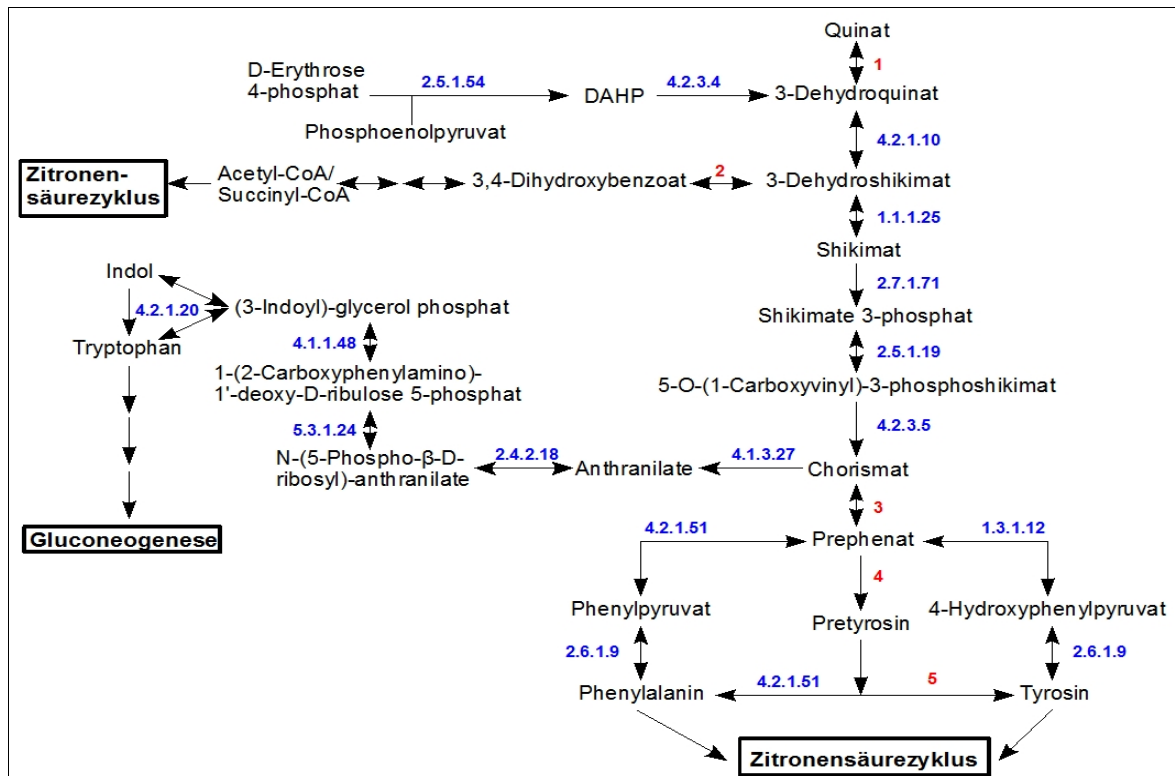 Quinat
1
D-Erythrose
4-phosphat
2.5.1.54
DAHP
4.2.3.4
3-Dehydroquinat
Phosphoenolpyruvat
4.2.1.10
Zitronen-
säurezyklus
Acetyl-CoA/
Succinyl-CoA
3,4-Dihydroxybenzoat
2
3-Dehydroshikimat
1.1.1.25
Shikimat
Indol
4.2.1.20
(3-Indoyl)-glycerol phosphat
2.7.1.71
Tryptophan
Shikimate 3-phosphat
4.1.1.48
2.5.1.19
1-(2-Carboxyphenylamino)-
1'-deoxy-D-ribulose 5-phosphat
5-O-(1-Carboxyvinyl)-3-phosphoshikimat
5.3.1.24
4.2.3.5
N-(5-Phospho-β-D-
ribosyl)-anthranilate
2.4.2.18
Anthranilate
4.1.3.27
Chorismat
3
Gluconeogenese
4.2.1.51
Prephenat
1.3.1.12
4
Phenylpyruvat
Pretyrosin
4-Hydroxyphenylpyruvat
2.6.1.9
2.6.1.9
Phenylalanin
4.2.1.51
5
Tyrosin
Zitronensäurezyklus